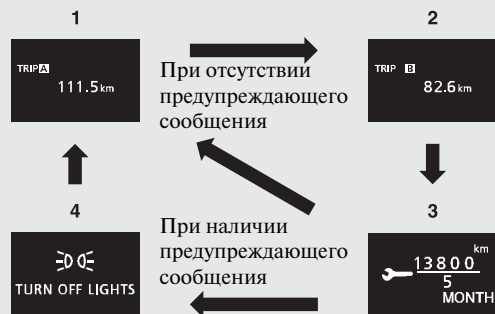 1
2
TRIP A
111.5 km
При отсутствии
предупреждающего
сообщения
TRIP B
82.6 km
4
3
TURN OFF LIGHTS
При наличии
предупреждающего
сообщения
km
13800
5
MONTH